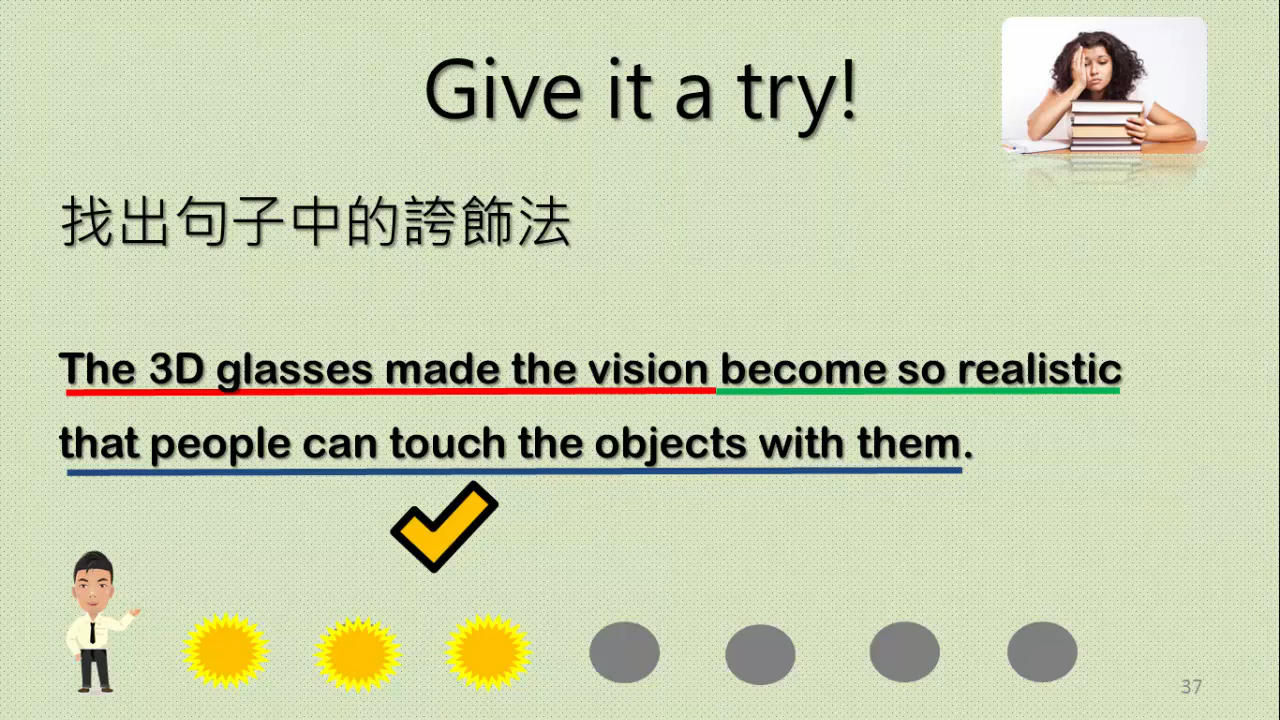 Give it a try!
找出句子中的誇飾法
The 3D glasses made the vision become so realistic
that people can touch the objects with them.
37